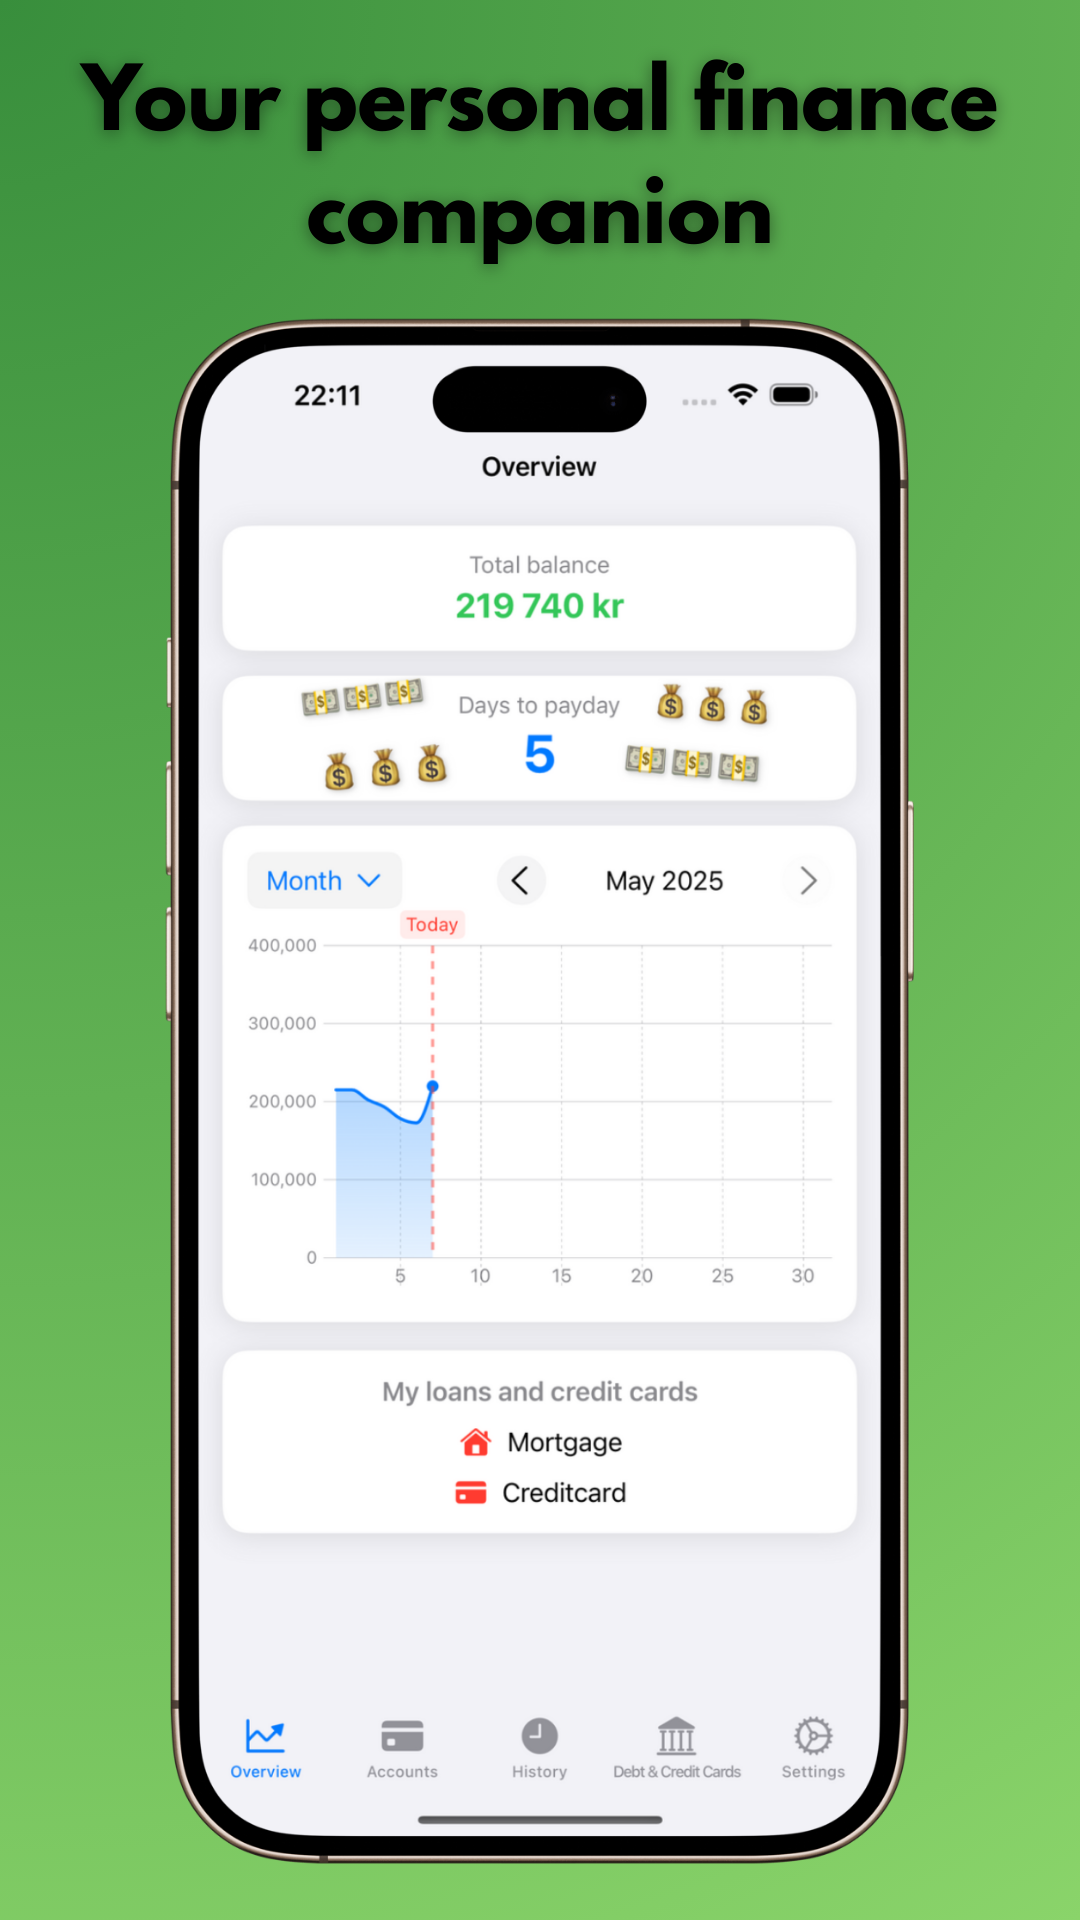 Your personal finance
companion
22:11
Overview
Total balance
219 740 kr
Days to payday
5
Month
May 2025
Today
400,000
300,000
200,000
100,000
0
5 10 15 20 25 30
My loans and credit cards
Mortgage
Creditcard
Overview Accounts History Debt & Credit Cards Settings